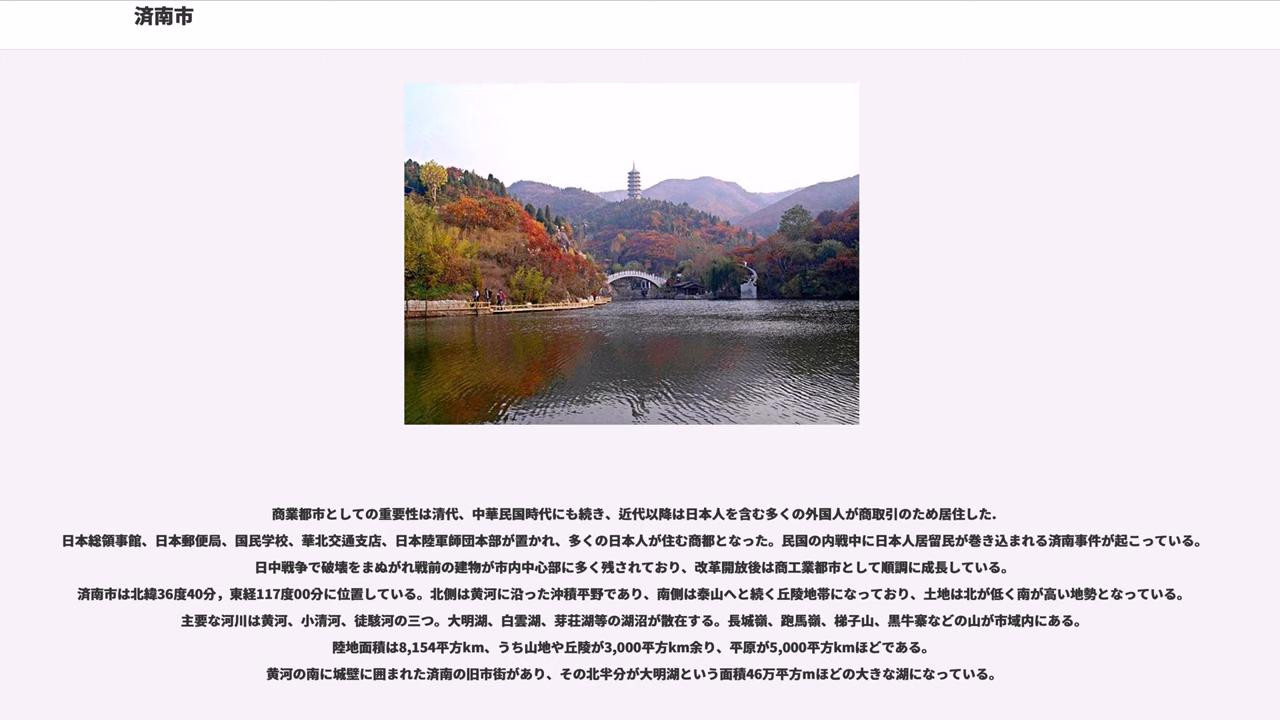 済南市
商業都市としての重要性は清代、中華民国時代にも続き、近代以降は日本人を含む多くの外国人が商取引のため居住した.
日本総領事館、日本郵便局、国民学校、華北交通支店、日本陸軍師団本部が置かれ、多くの日本人が住む商都となった。民国の内戦中に日本人居留民が巻き込まれる済南事件が起こっている。
日中戦争で破壊をまぬがれ戦前の建物が市内中心部に多く残されており、改革開放後は商工業都市として順調に成長している。
済南市は北緯36度40分，東経117度00分に位置している。北側は黄河に沿った沖積平野であり、南側は泰山へと続く丘陵地帯になっており、土地は北が低く南が高い地勢となっている。
主要な河川は黄河、小清河、徒駭河の三つ。大明湖、白雲湖、芽荘湖等の湖沼が散在する。長城嶺、跑馬嶺、梯子山、黒牛寨などの山が市域内にある。
陸地面積は8,154平方km、うち山地や丘陵が3,000平方km余り、平原が5,000平方kmほどである。
黄河の南に城壁に囲まれた済南の旧市街があり、その北半分が大明湖という面積46万平方mほどの大きな湖になっている。